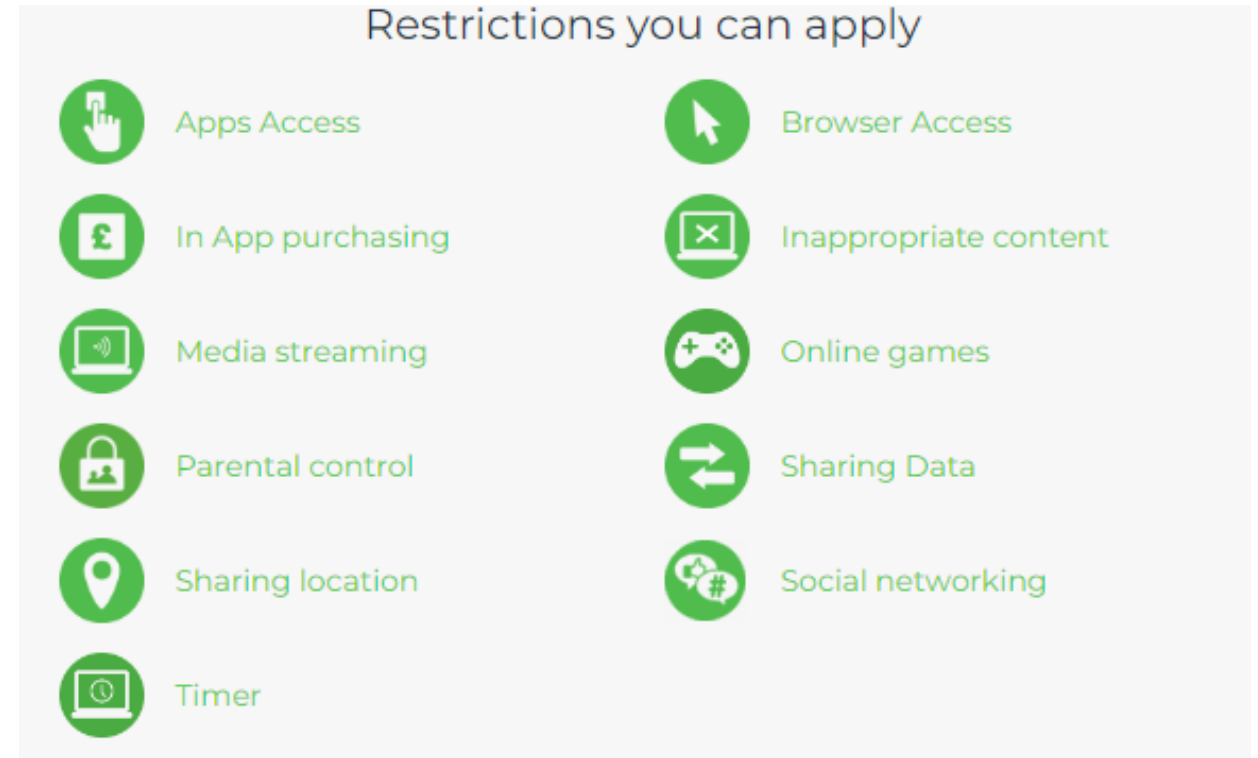 Restrictions you can apply
Apps Access
Browser Access
£
In App purchasing
Inappropriate content
Media streaming
Online games
Parental control
Sharing Data
Sharing location
#
Social networking
Timer